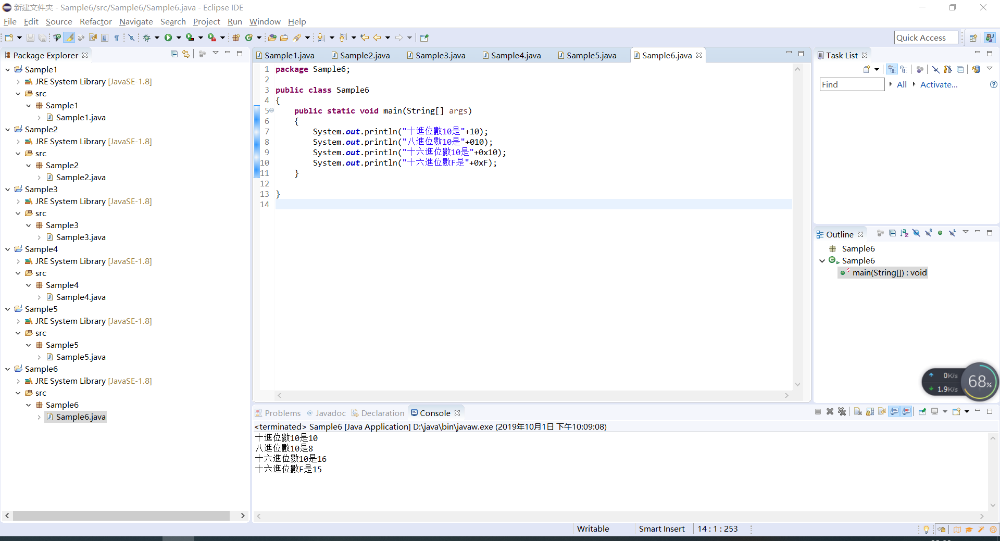 新建文件夹 - Sample6/src/Sample6/Sample6.java - Eclipse IDE
File Edit Source Refactor Navigate Search Project Run Window Help
Quick Access
Package Explorer
Sample1
JRE System Library [JavaSE-1.8]
src
Sample1
Sample1.java
Sample2
JRE System Library [JavaSE-1.8]
src
Sample2
Sample2.java
Sample3
JRE System Library [JavaSE-1.8]
src
Sample3
Sample3.java
Sample4
JRE System Library [JavaSE-1.8]
src
Sample4
Sample4.java
Sample5
JRE System Library [JavaSE-1.8]
src
Sample5
Sample5.java
Sample6
JRE System Library [JavaSE-1.8]
src
Sample6
Sample6.java
Sample1.java Sample2.java Sample3.java Sample4.java Sample5.java Sample6.java
1 package Sample6;
2
3 public class Sample6
4 {
5 public static void main(String[] args)
6 {
7 System.out.println("十進位數10是"+10);
8 System.out.println("八進位數10是"+010);
9 System.out.println("十六進位數10是"+0x10);
10 System.out.println("十六進位數F是"+0xF);
11 }
12
13 }
14
Task List
Find All Activate...
Outline
Sample6
Sample6
main(String[]) : void
0K/s
1.9K/s
68%
Problems Javadoc Declaration Console
<terminated> Sample6 [Java Application] D:\java\bin\javaw.exe (2019年10月1日 下午10:09:08)
十進位數10是10
八進位數10是8
十六進位數10是16
十六進位數F是15
Writable Smart Insert 14 : 1 : 253